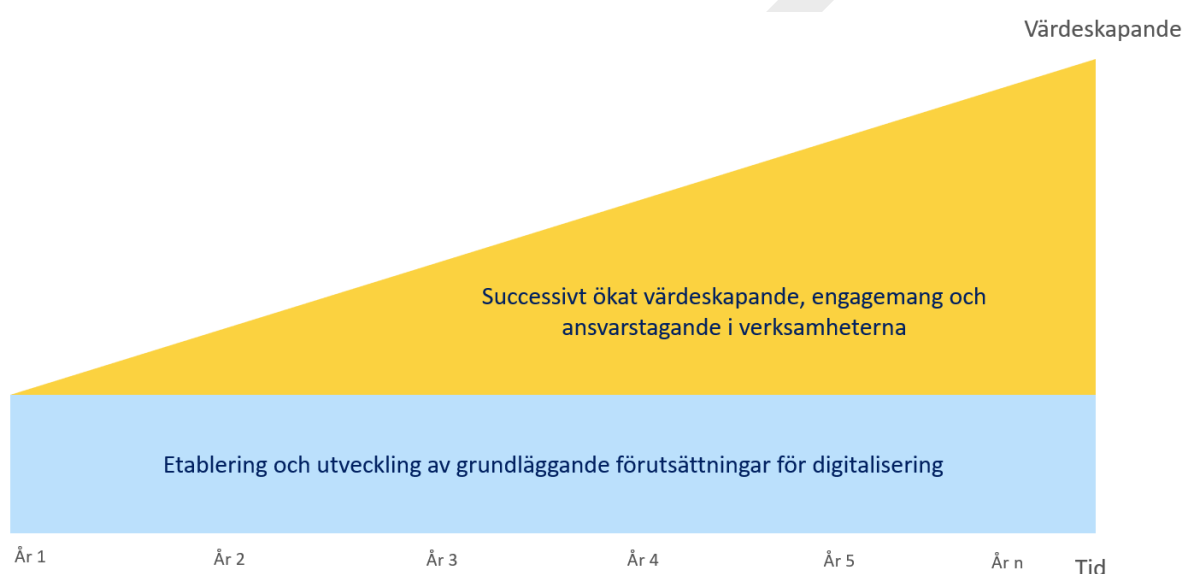 Värdeskapande
Successivt ökat värdeskapande, engagemang och
ansvarstagande i verksamheterna
Etablering och utveckling av grundläggande förutsättningar för digitalisering
År 1
År 2
År 3
År 4
År 5
År n
Tid